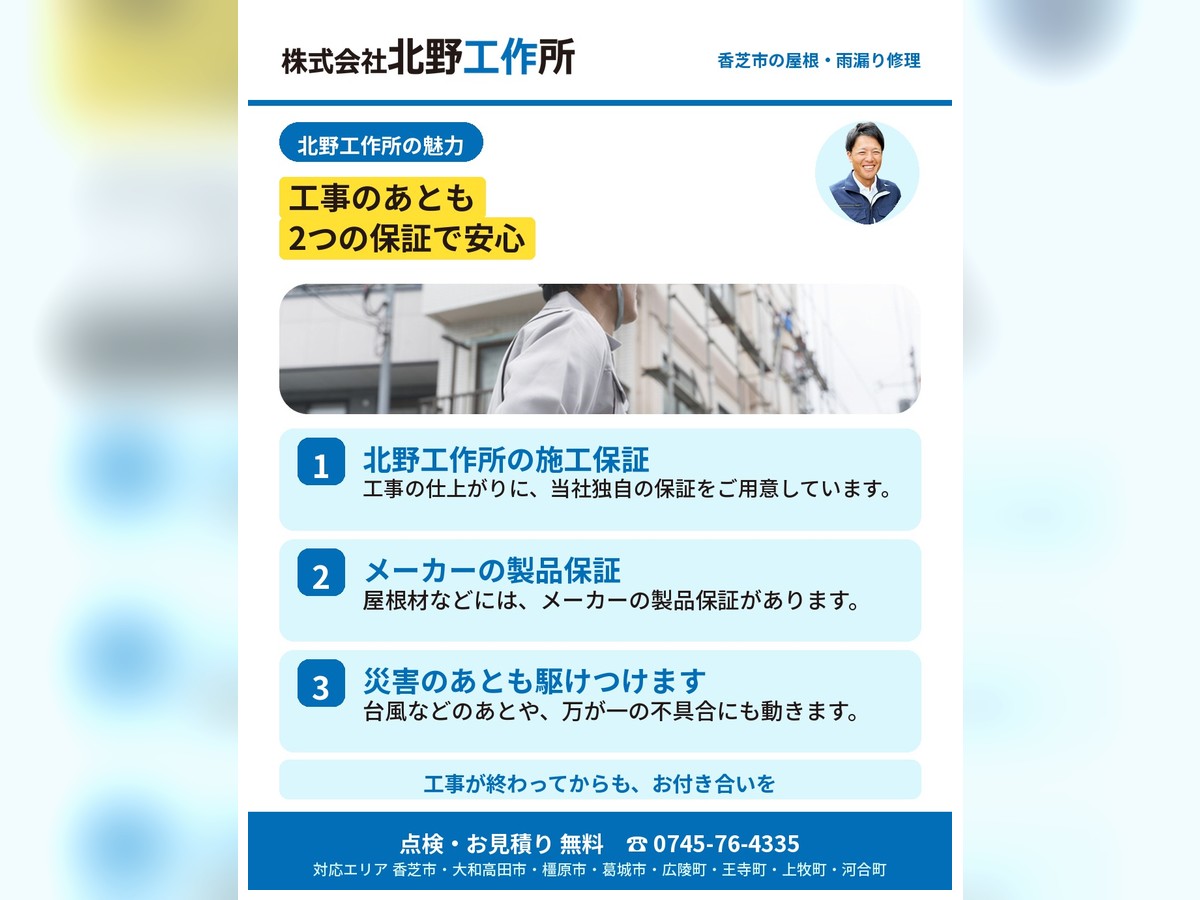 株式会社北野工作所
香芝市の屋根・雨漏り修理
北野工作所の魅力
工事のあとも
2つの保証で安心
1
北野工作所の施工保証
工事の仕上がりに、当社独自の保証をご用意しています。
2
メーカーの製品保証
屋根材などには、メーカーの製品保証があります。
3
災害のあとも駆けつけます
台風などのあとや、万が一の不具合にも動きます。
工事が終わってからも、お付き合いを
点検・お見積り 無料 ☎ 0745-76-4335
対応エリア 香芝市・大和高田市・橿原市・葛城市・広陵町・王寺町・上牧町・河合町